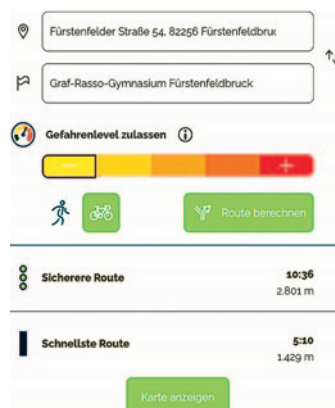 Fürstenfelder Straße 54, 82256 Fürstenfeldbruc
Graf-Rasso-Gymnasium Fürstenfeldbruck
Gefahrenlevel zulassen i
− +
Route berechnen
Sicherere Route 10:36
2.801 m
Schnellste Route 5:10
1.429 m
Karte anzeigen